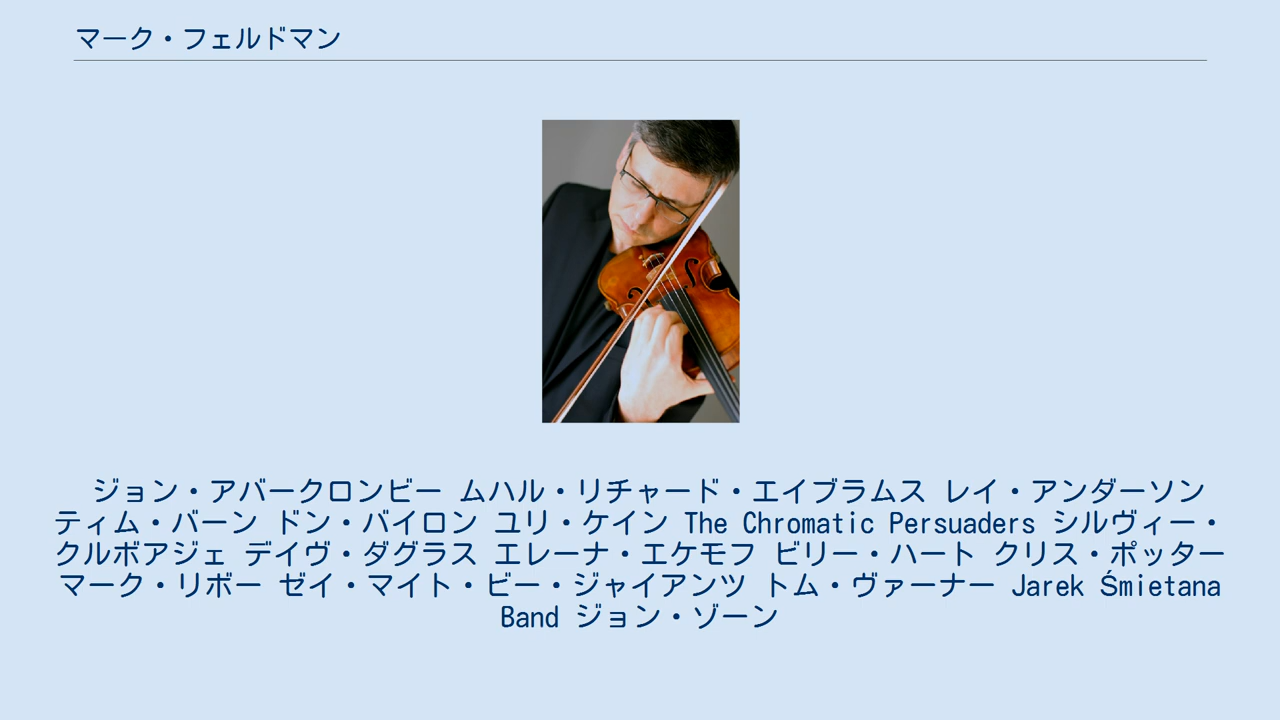 マーク・フェルドマン
ジョン・アバークロンビー ムハル・リチャード・エイブラムス レイ・アンダーソン
ティム・バーン ドン・バイロン ユリ・ケイン The Chromatic Persuaders シルヴィー・
クルボアジェ デイヴ・ダグラス エレーナ・エケモフ ビリー・ハート クリス・ポッター
マーク・リボー ゼイ・マイト・ビー・ジャイアンツ トム・ヴァーナー Jarek Śmietana
Band ジョン・ゾーン